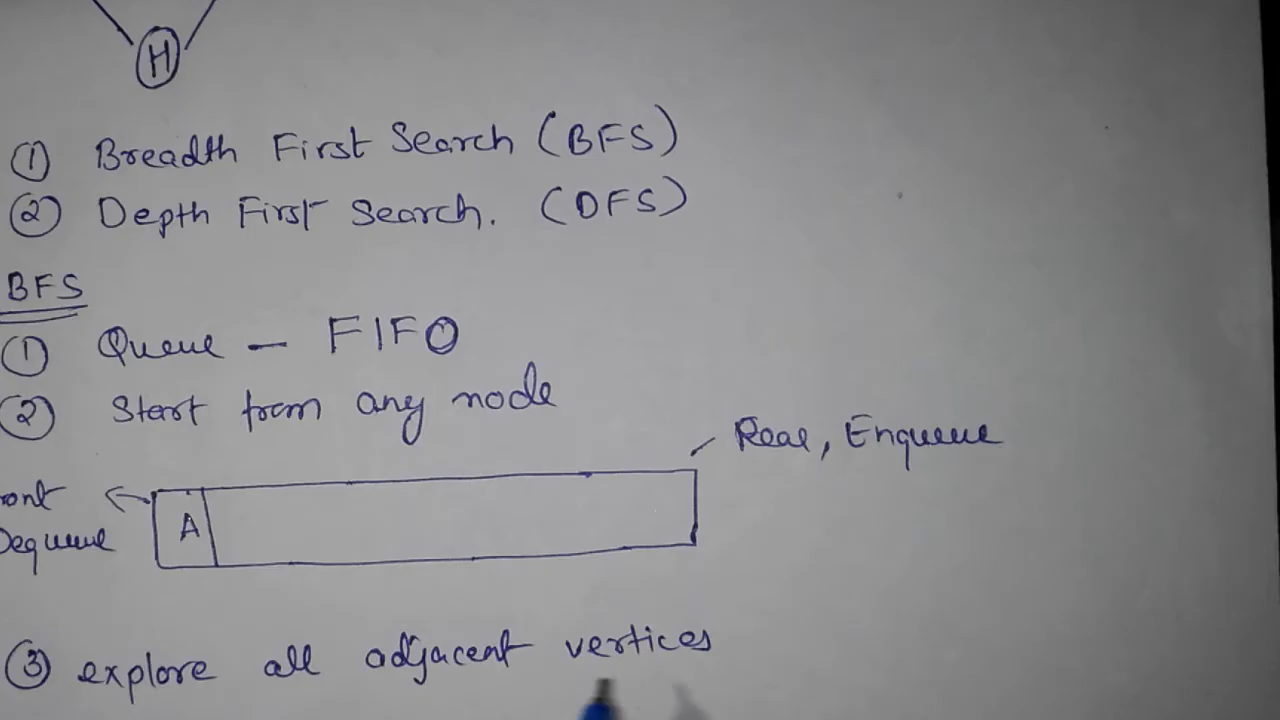 H
① Breadth First Search (BFS)
② Depth First Search. (DFS)
BFS
① Queue - FIFO
② Start from any node
Rear, Enqueue
ont
Dequeue
A
③ explore all adjacent vertices